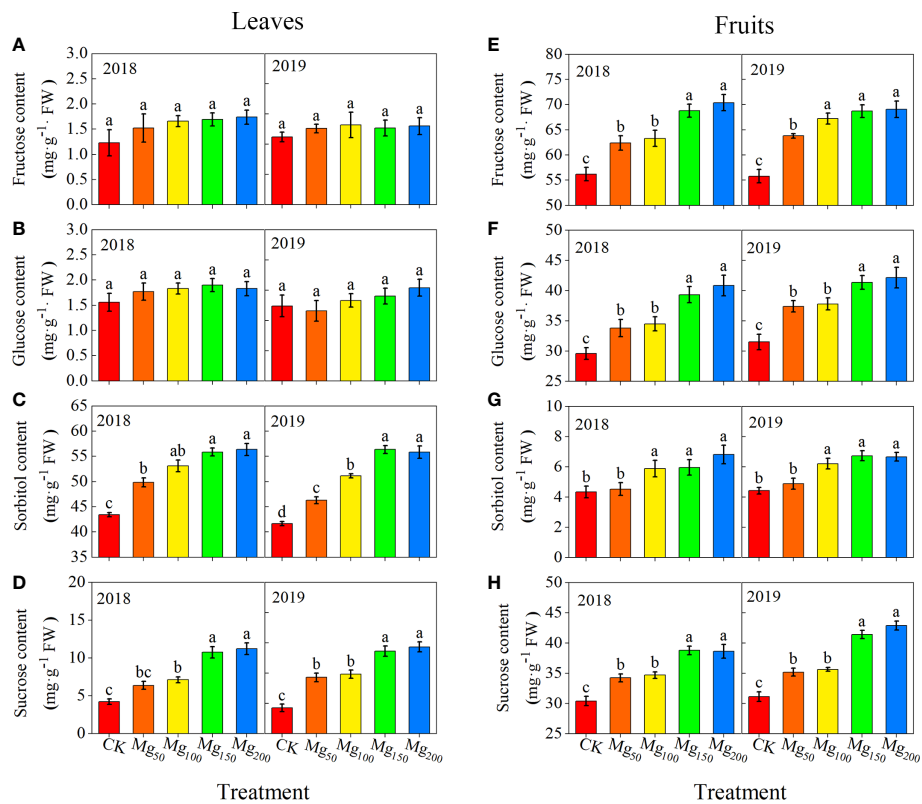 Leaves
Fruits
A
Fructose content
(mg·g⁻¹· FW )
3.0
2.5
2.0
1.5
1.0
0.5
0.0
2018
a a a a a
2019
a a a a a
B
Glucose content
(mg·g⁻¹· FW )
3.0
2.5
2.0
1.5
1.0
0.5
0.0
2018
a a a a a
2019
a a a a a
C
Sorbitol content
(mg·g⁻¹ FW )
65
60
55
50
45
40
35
2018
c b ab a a
2019
d c b a a
D
Sucrose content
(mg·g⁻¹ FW )
20
15
10
5
0
2018
c bc b a a
2019
c b b a a
CK Mg₅₀ Mg₁₀₀ Mg₁₅₀ Mg₂₀₀
CK Mg₅₀ Mg₁₀₀ Mg₁₅₀ Mg₂₀₀
Treatment
E
Fructose content
(mg·g⁻¹· FW )
80
75
70
65
60
55
50
2018
c b b a a
2019
c b a a a
F
Glucose content
(mg·g⁻¹· FW )
50
45
40
35
30
25
2018
c b b a a
2019
c b b a a
G
Sorbitol content
(mg·g⁻¹ FW )
10
8
6
4
2
0
2018
b b a a a
2019
b b a a a
H
Sucrose content
(mg·g⁻¹ FW )
50
45
40
35
30
25
2018
c b b a a
2019
c b b a a
CK Mg₅₀ Mg₁₀₀ Mg₁₅₀ Mg₂₀₀
CK Mg₅₀ Mg₁₀₀ Mg₁₅₀ Mg₂₀₀
Treatment